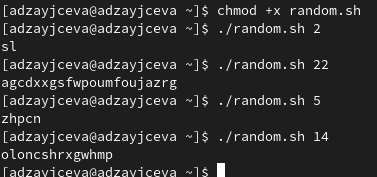 [adzayjceva@adzayjceva ~]$ chmod +x random.sh
[adzayjceva@adzayjceva ~]$ ./random.sh 2
sl
[adzayjceva@adzayjceva ~]$ ./random.sh 22
agcdxxgsfwpoumfoujazrg
[adzayjceva@adzayjceva ~]$ ./random.sh 5
zhpcn
[adzayjceva@adzayjceva ~]$ ./random.sh 14
oloncshrxgwhmp
[adzayjceva@adzayjceva ~]$